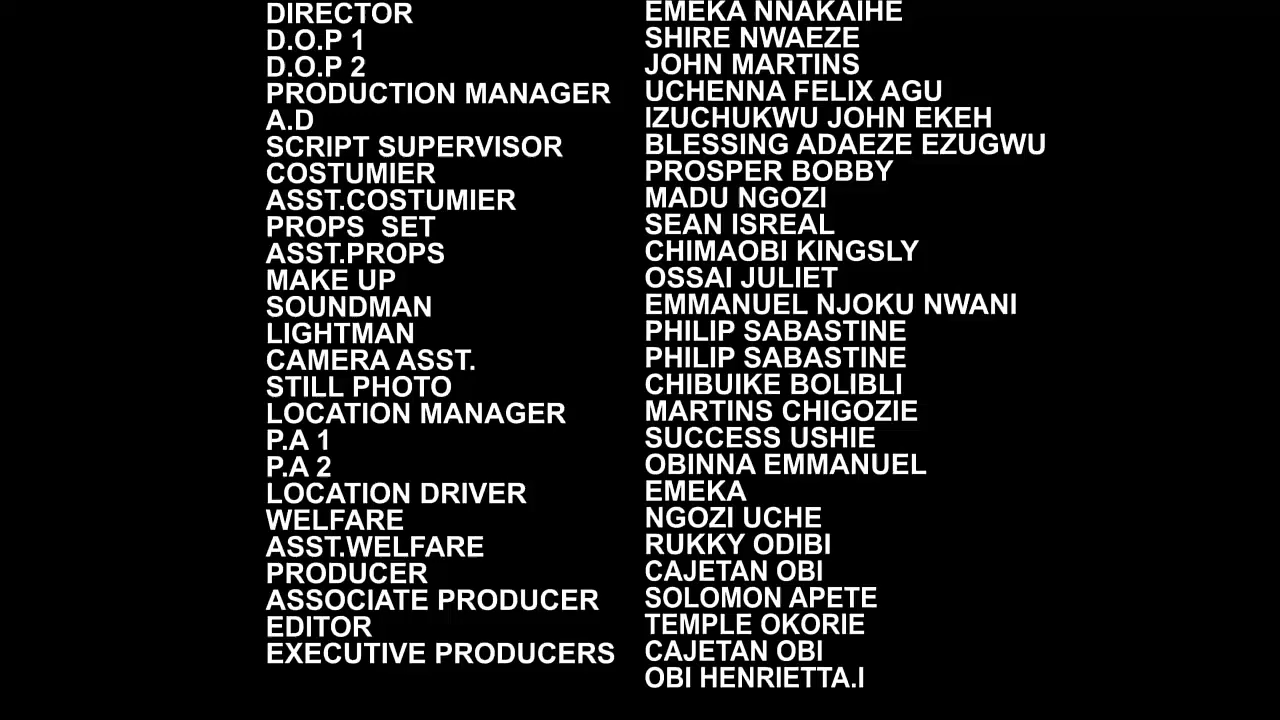 DIRECTOR EMEKA NNAKAIHE
D.O.P 1 SHIRE NWAEZE
D.O.P 2 JOHN MARTINS
PRODUCTION MANAGER UCHENNA FELIX AGU
A.D IZUCHUKWU JOHN EKEH
SCRIPT SUPERVISOR BLESSING ADAEZE EZUGWU
COSTUMIER PROSPER BOBBY
ASST.COSTUMIER MADU NGOZI
PROPS SET SEAN ISREAL
ASST.PROPS CHIMAOBI KINGSLY
MAKE UP OSSAI JULIET
SOUNDMAN EMMANUEL NJOKU NWANI
LIGHTMAN PHILIP SABASTINE
CAMERA ASST. PHILIP SABASTINE
STILL PHOTO CHIBUIKE BOLIBLI
LOCATION MANAGER MARTINS CHIGOZIE
P.A 1 SUCCESS USHIE
P.A 2 OBINNA EMMANUEL
LOCATION DRIVER EMEKA
WELFARE NGOZI UCHE
ASST.WELFARE RUKKY ODIBI
PRODUCER CAJETAN OBI
ASSOCIATE PRODUCER SOLOMON APETE
EDITOR TEMPLE OKORIE
EXECUTIVE PRODUCERS CAJETAN OBI
OBI HENRIETTA.I